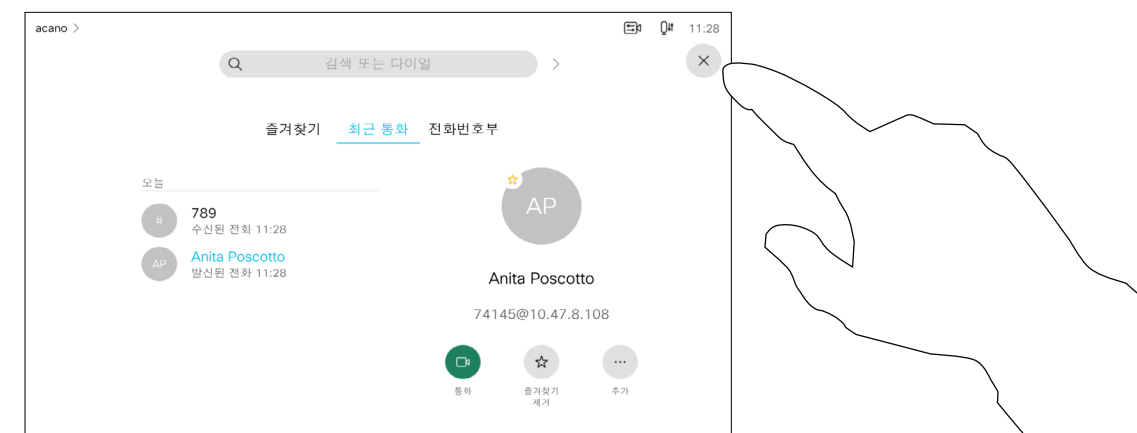 acano >
11:28
검색 또는 다이얼
즐겨찾기 최근 통화 전화번호부
오늘
# 789
수신된 전화 11:28
AP Anita Poscotto
발신된 전화 11:28
AP
Anita Poscotto
74145@10.47.8.108
통화
즐겨찾기
제거
추가